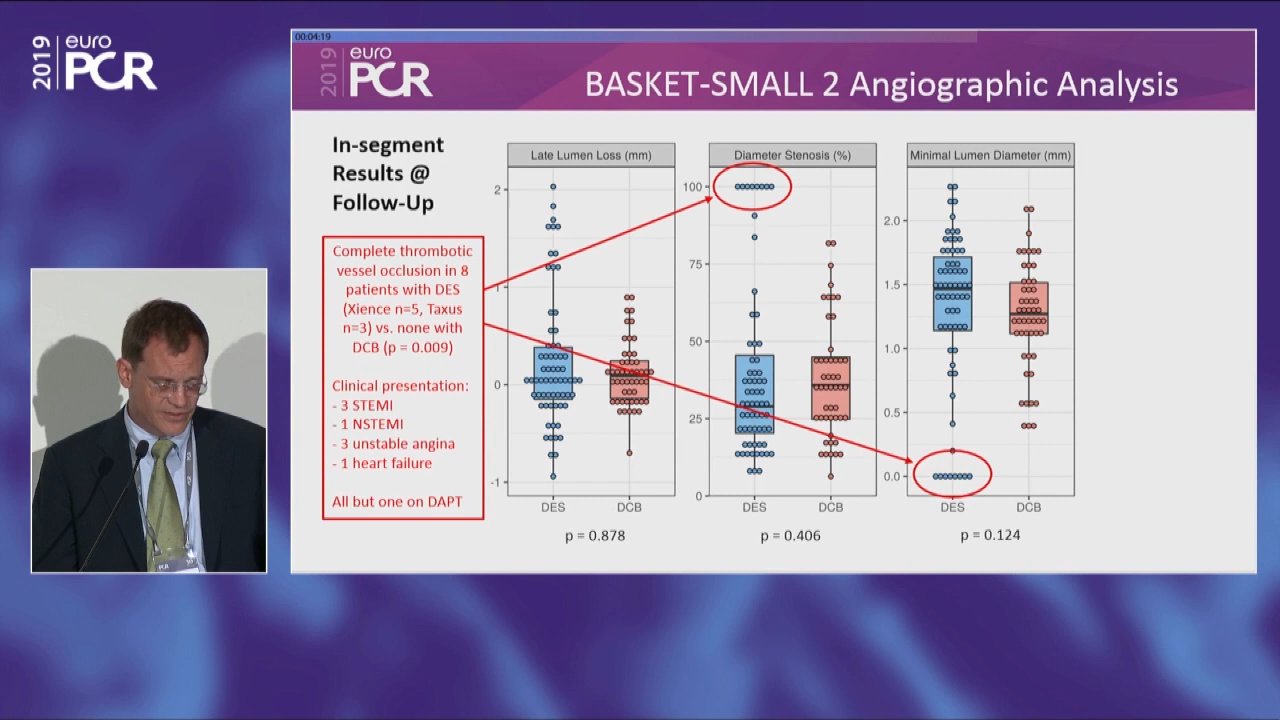 2019 euro PCR
00:04:19
2019 euro PCR
BASKET-SMALL 2 Angiographic Analysis
In-segment
Results @
Follow-Up
Complete thrombotic
vessel occlusion in 8
patients with DES
(Xience n=5, Taxus
n=3) vs. none with
DCB (p = 0.009)
Clinical presentation:
- 3 STEMI
- 1 NSTEMI
- 3 unstable angina
- 1 heart failure
All but one on DAPT
Late Lumen Loss (mm)
2
1
0
-1
DES DCB
p = 0.878
Diameter Stenosis (%)
100
75
50
25
0
DES DCB
p = 0.406
Minimal Lumen Diameter (mm)
2.0
1.5
1.0
0.5
0.0
DES DCB
p = 0.124
PCR